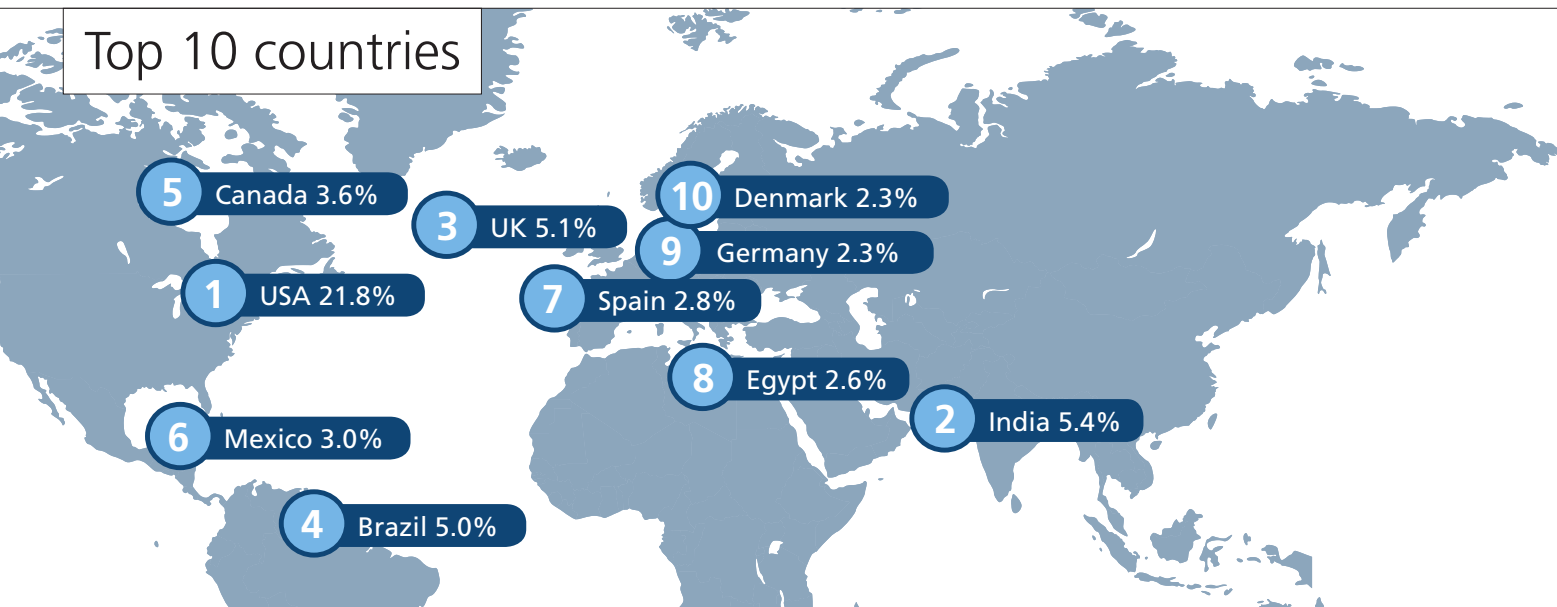 Top 10 countries
5 Canada 3.6%
10 Denmark 2.3%
3 UK 5.1%
9 Germany 2.3%
1 USA 21.8%
7 Spain 2.8%
8 Egypt 2.6%
2 India 5.4%
6 Mexico 3.0%
4 Brazil 5.0%